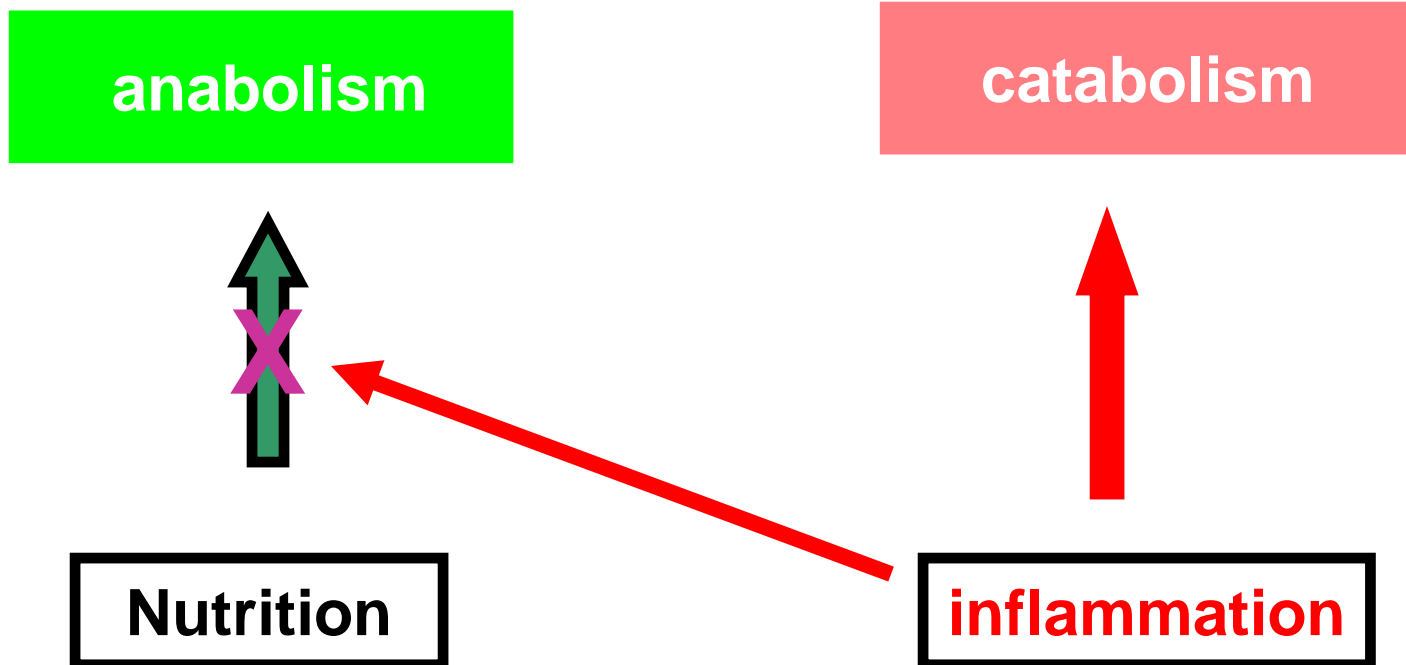 anabolism
catabolism
X
Nutrition
inflammation